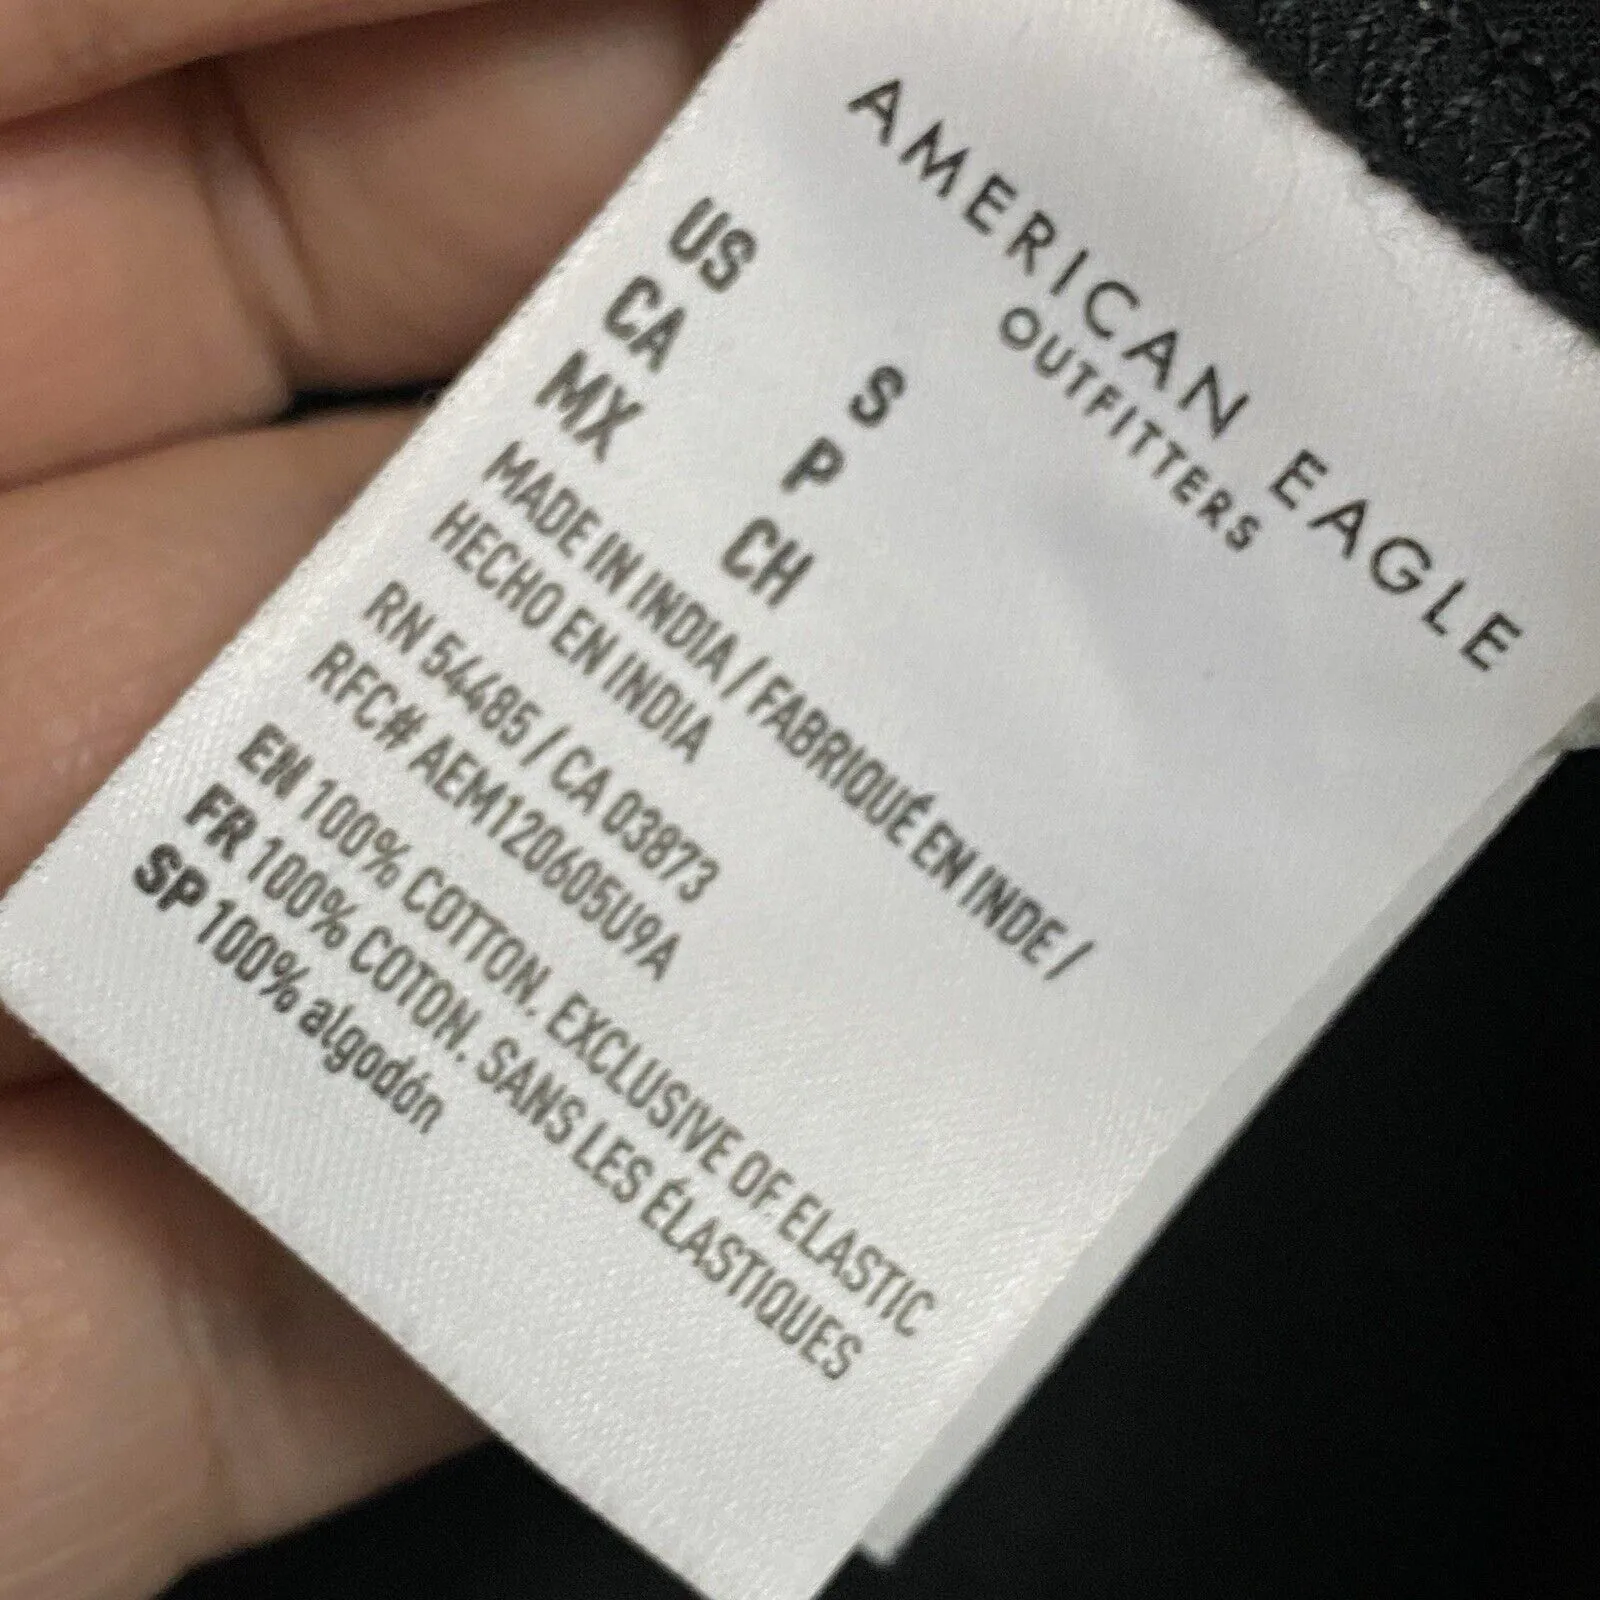 AMERICAN EAGLE
OUTFITTERS
US S
CA P
MX CH
MADE IN INDIA / FABRIQUÉ EN INDE /
HECHO EN INDIA
RN 54485 / CA 03873
RFC# AEM120605U9A
EN 100% COTTON. EXCLUSIVE OF ELASTIC
FR 100% COTON. SANS LES ÉLASTIQUES
SP 100% algodón